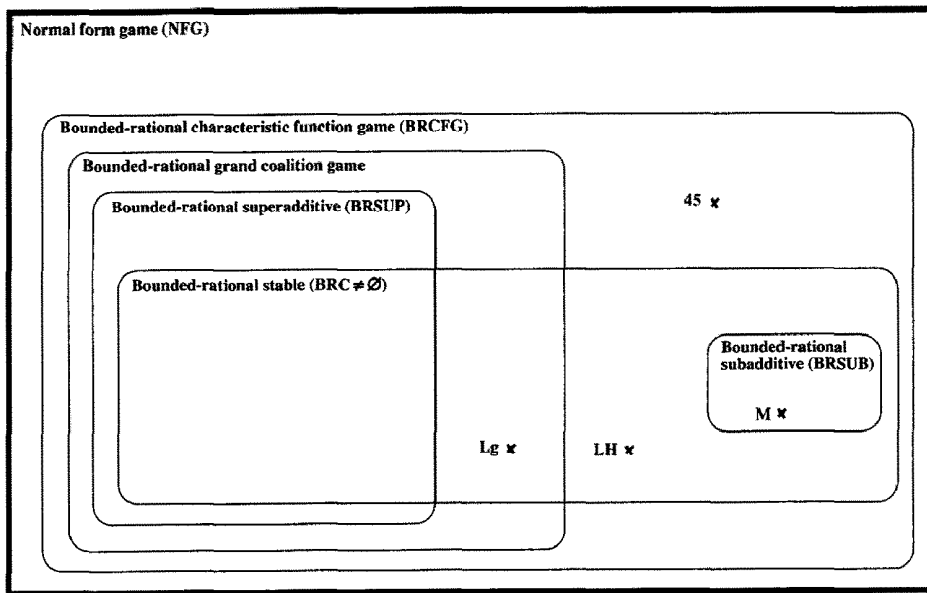 Normal form game (NFG)
Bounded-rational characteristic function game (BRCFG)
Bounded-rational grand coalition game
Bounded-rational superadditive (BRSUP)
45 ×
Bounded-rational stable (BRC ≠ Ø)
Bounded-rational
subadditive (BRSUB)
M ×
Lg ×
LH ×